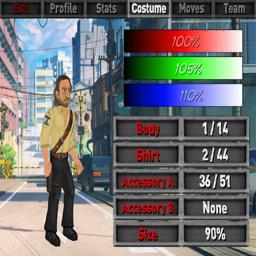 Exit Profile Stats Costume Moves Team
100%
105%
110%
Body 1 / 14
Shirt 2 / 44
Accessory A 36 / 51
Accessory B None
Size 90%